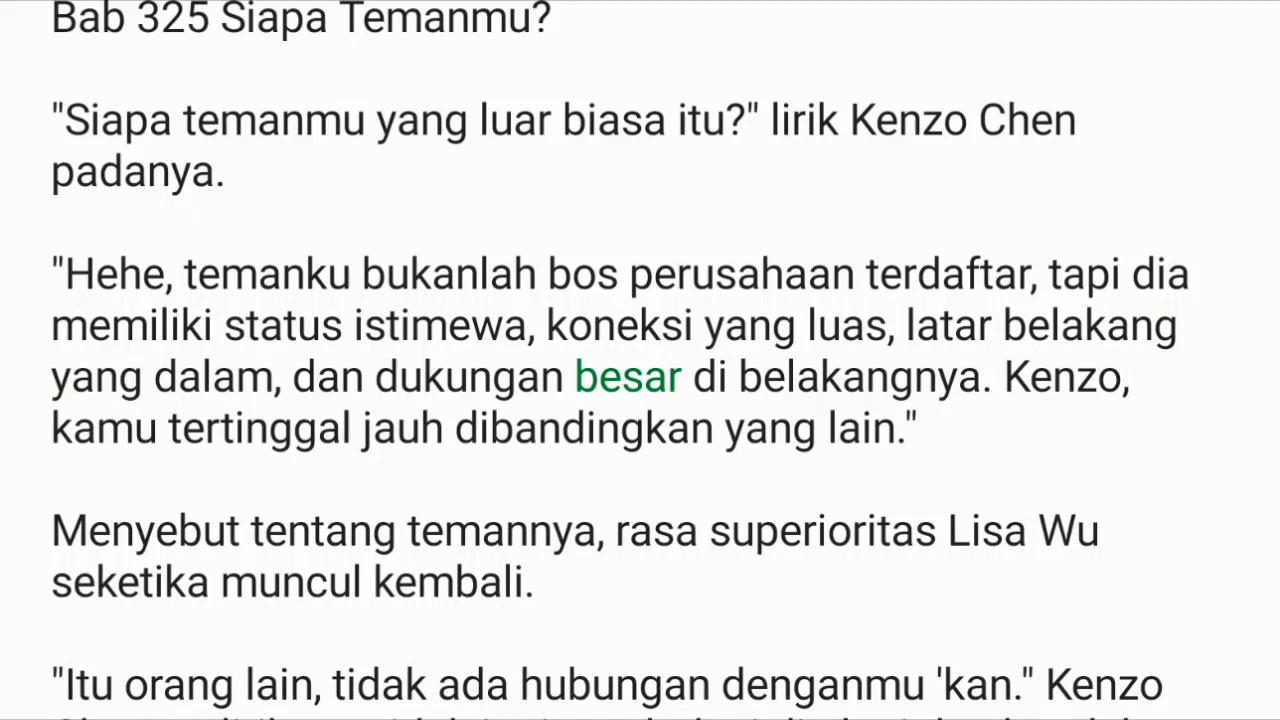 Bab 325 Siapa Temanmu?
"Siapa temanmu yang luar biasa itu?" lirik Kenzo Chen
padanya.
"Hehe, temanku bukanlah bos perusahaan terdaftar, tapi dia
memiliki status istimewa, koneksi yang luas, latar belakang
yang dalam, dan dukungan besar di belakangnya. Kenzo,
kamu tertinggal jauh dibandingkan yang lain."
Menyebut tentang temannya, rasa superioritas Lisa Wu
seketika muncul kembali.
"Itu orang lain, tidak ada hubungan denganmu 'kan." Kenzo